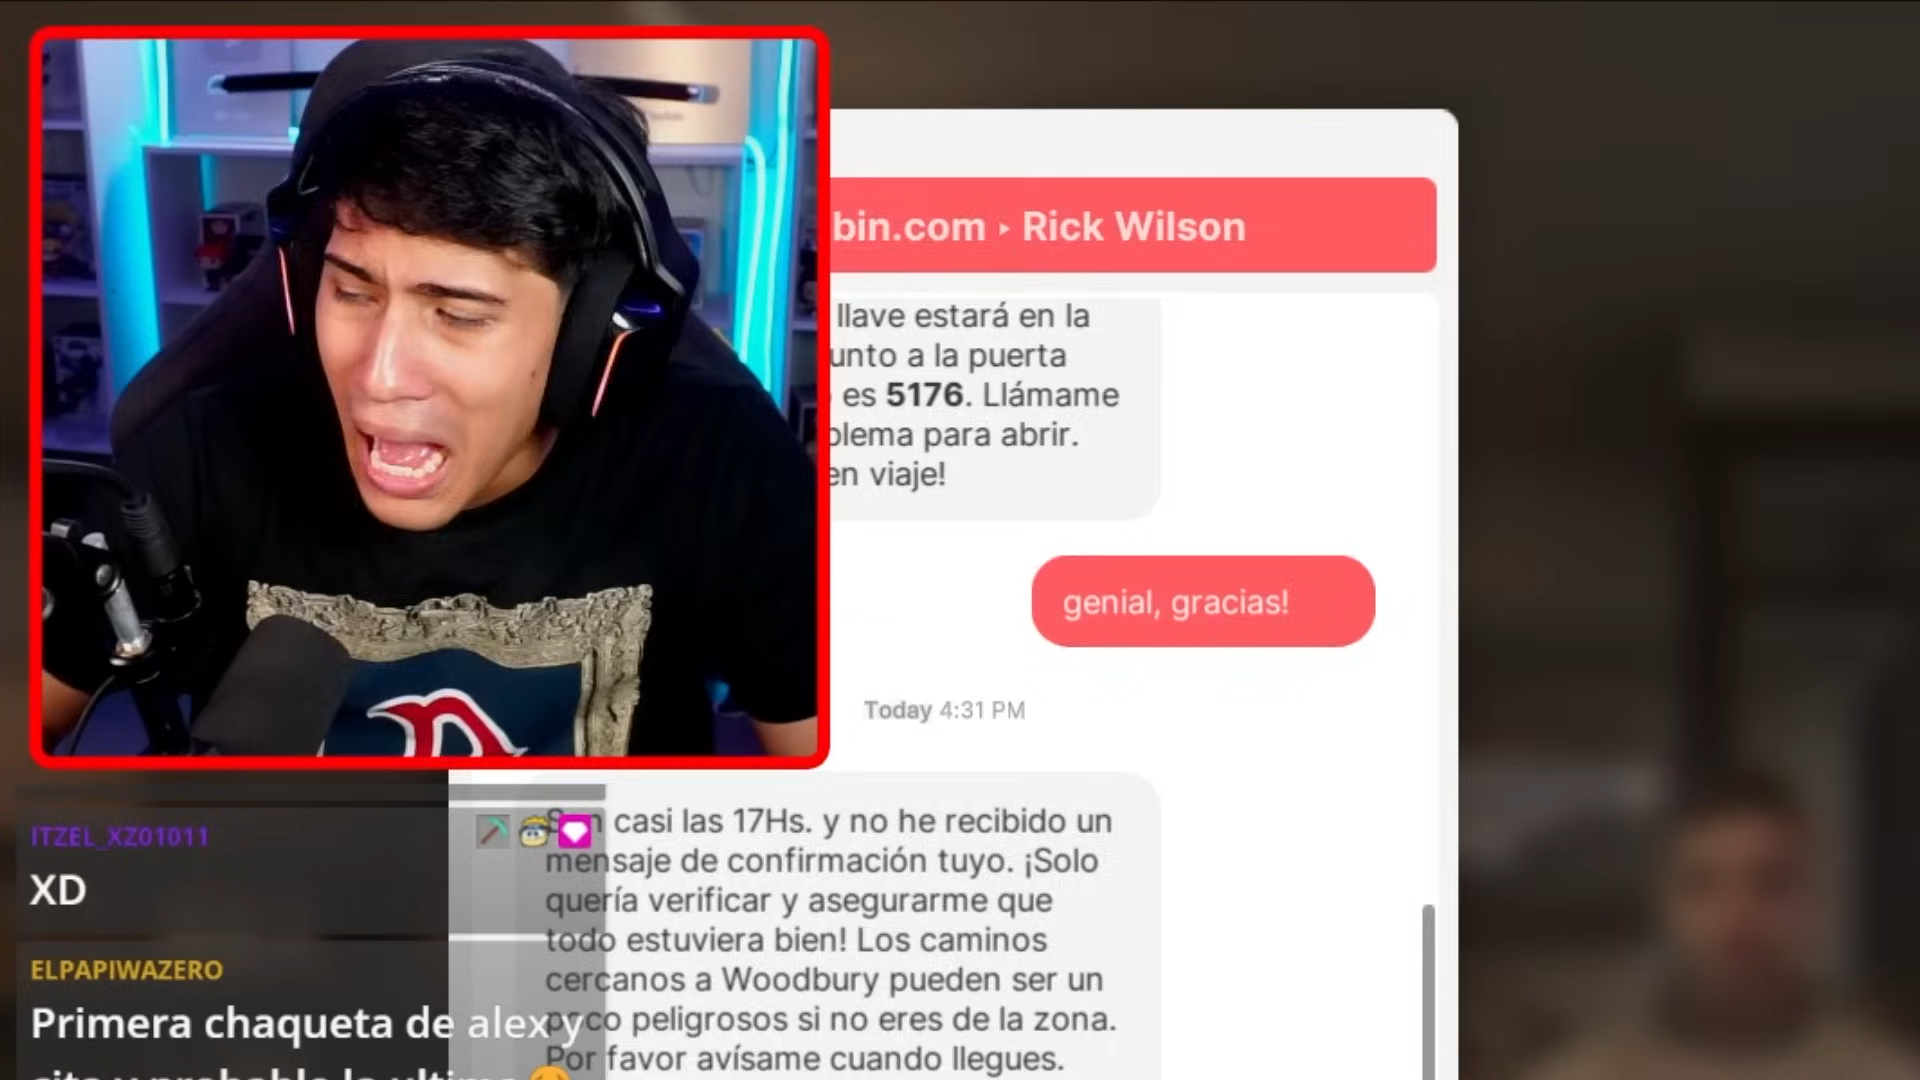 bin.com ▸ Rick Wilson
llave estará en la
unto a la puerta
es 5176. Llámame
blema para abrir.
en viaje!
genial, gracias!
Today 4:31 PM
casi las 17Hs. y no he recibido un
mensaje de confirmación tuyo. ¡Solo
quería verificar y asegurarme que
todo estuviera bien! Los caminos
cercanos a Woodbury pueden ser un
poco peligrosos si no eres de la zona.
Por favor avísame cuando llegues.
ITZEL_XZ01011
XD
ELPAPIWAZERO
Primera chaqueta de alex y